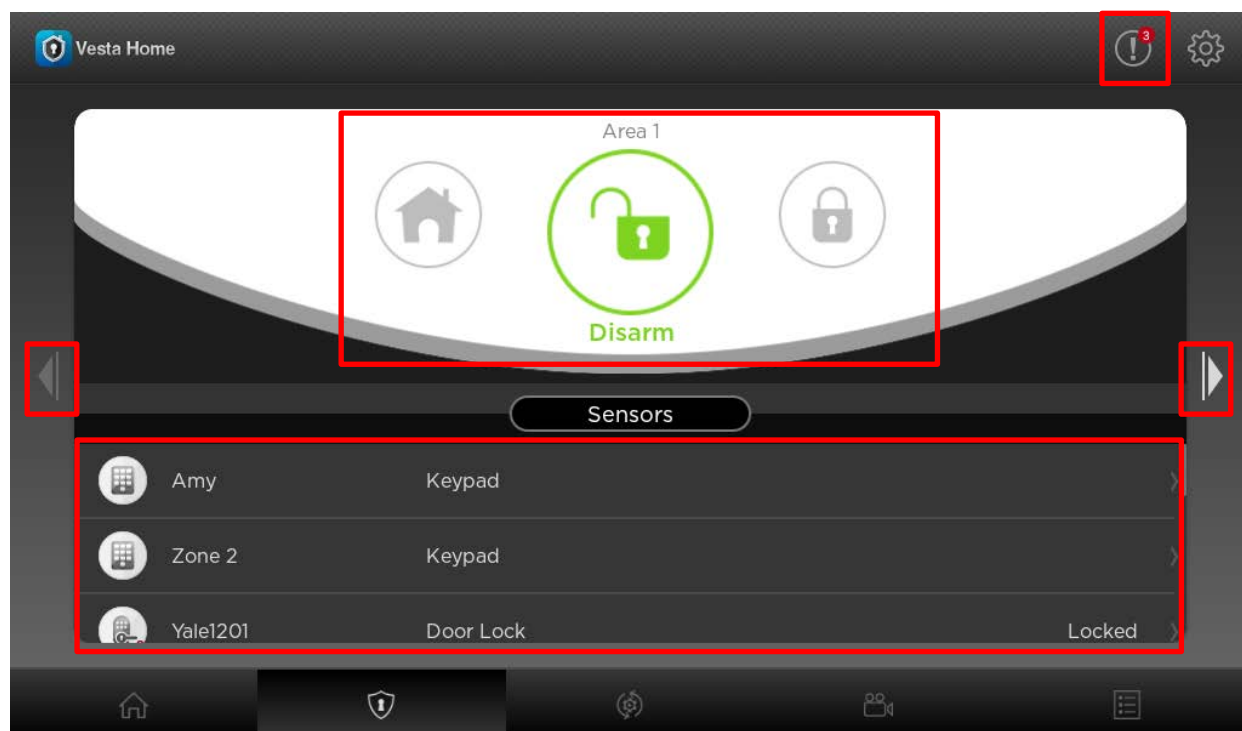 Vesta Home
3
Area 1
Disarm
Sensors
Amy Keypad
Zone 2 Keypad
Yale1201 Door Lock Locked